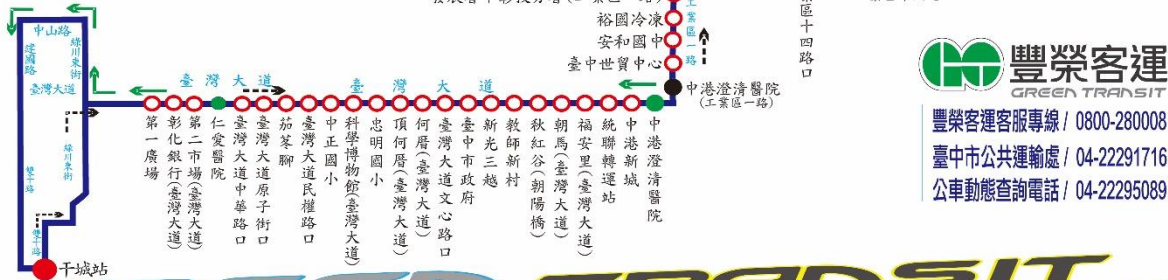 裕國冷凍
安和國中
臺中世貿中心
工業區一路
區十四路口
中港澄清醫院
(工業區一路)
中山路
綠川東街
建國路
臺灣大道
臺灣大道
臺灣大道
第一廣場
彰化銀行(臺灣大道)
第二市場(臺灣大道)
仁愛醫院
臺灣大道中華路口
臺灣大道原子街口
茄苳腳
臺灣大道民權路口
中正國小
科學博物館(臺灣大道)
忠明國小
頂何厝(臺灣大道)
何厝(臺灣大道)
臺灣大道文心路口
臺中市政府
新光三越
教師新村
秋紅谷(朝陽橋)
朝馬(臺灣大道)
福安里(臺灣大道)
統聯轉運站
中港新城
中港澄清醫院
綠川東街
雙十路
雙十路
干城站
豐榮客運
GREEN TRANSIT
豐榮客運客服專線 / 0800-280008
臺中市公共運輸處 / 04-22291716
公車動態查詢電話 / 04-22295089
TRANSIT